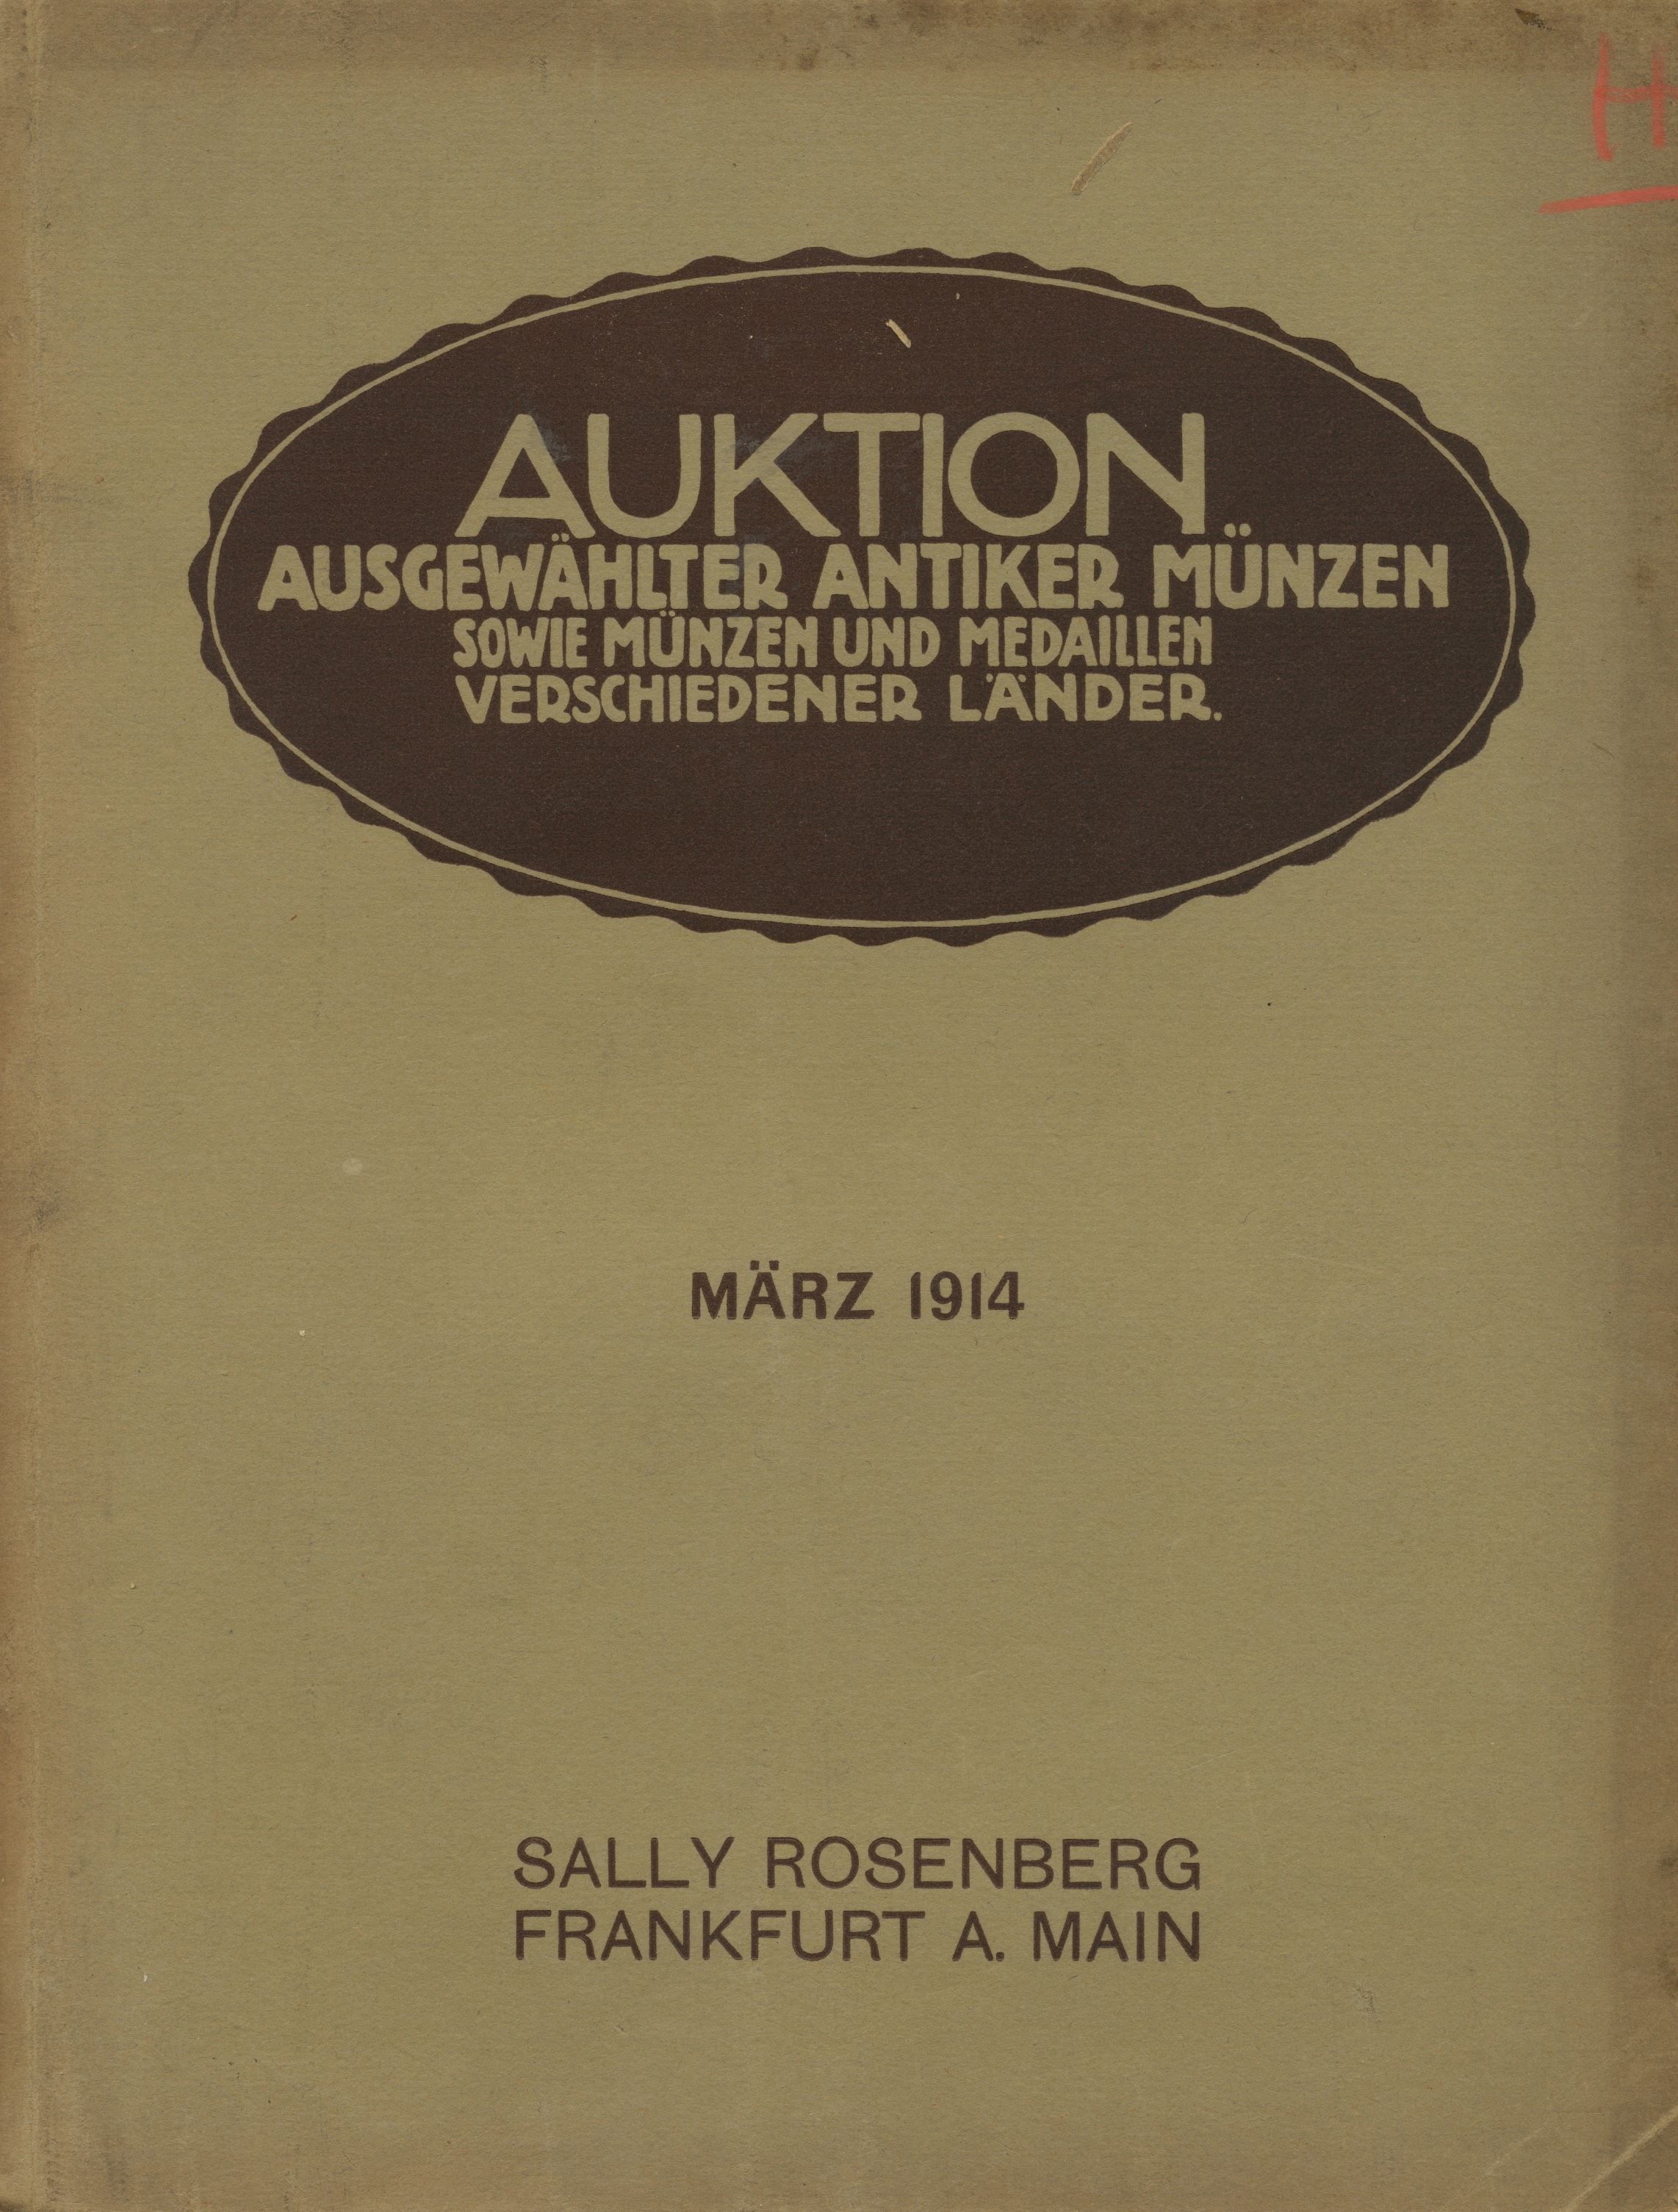 H
AUKTION
AUSGEWÄHLTER ANTIKER MÜNZEN
SOWIE MÜNZEN UND MEDAILLEN
VERSCHIEDENER LÄNDER.
MÄRZ 1914
SALLY ROSENBERG
FRANKFURT A. MAIN